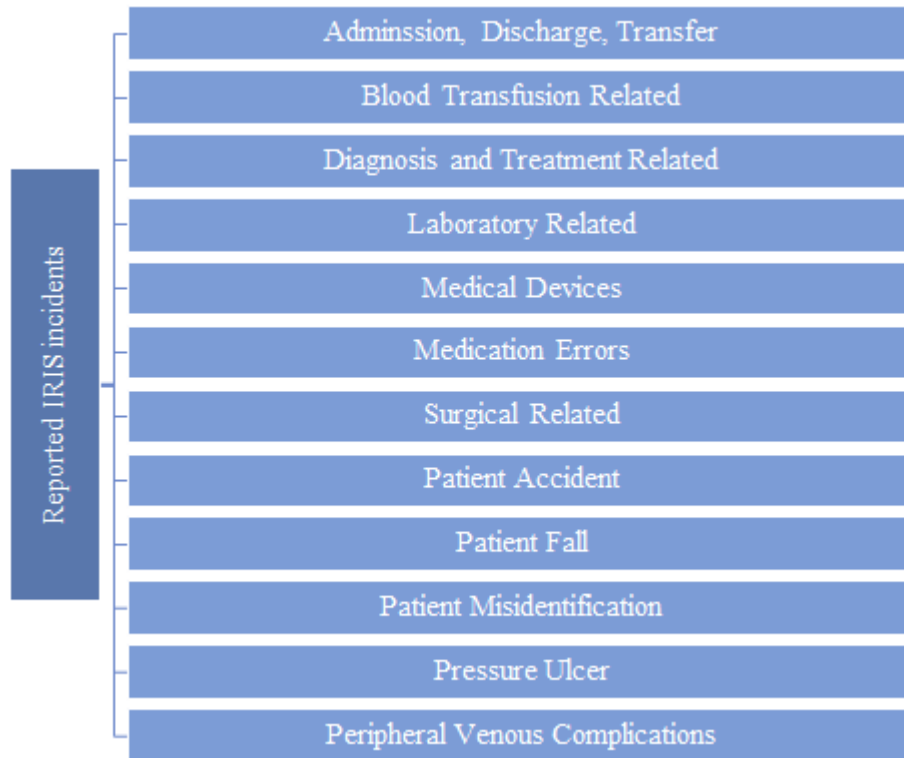 Reported IRIS incidents
Adminssion, Discharge, Transfer
Blood Transfusion Related
Diagnosis and Treatment Related
Laboratory Related
Medical Devices
Medication Errors
Surgical Related
Patient Accident
Patient Fall
Patient Misidentification
Pressure Ulcer
Peripheral Venous Complications